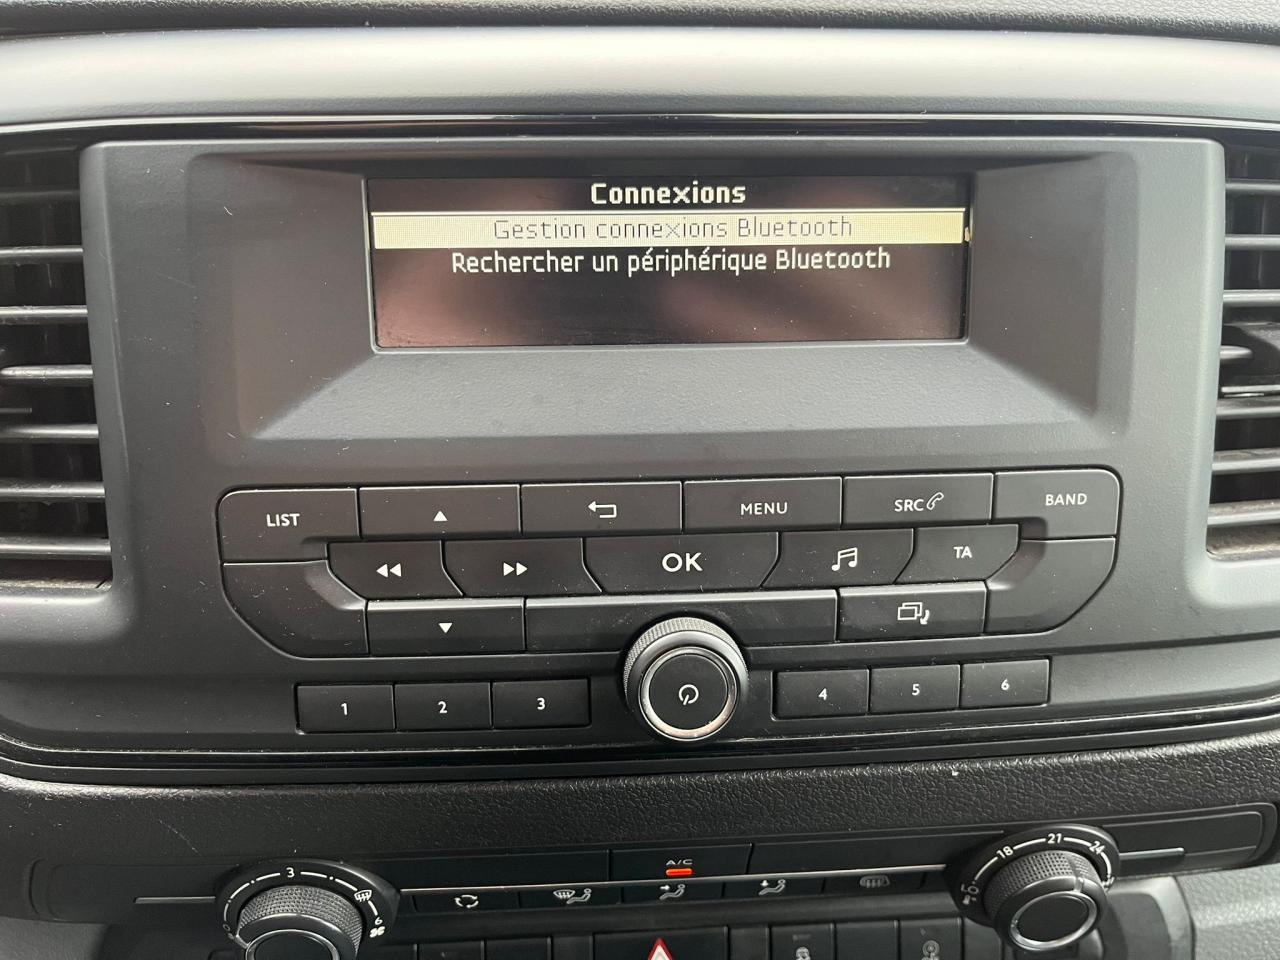 Connexions
Gestion connexions Bluetooth
Rechercher un périphérique Bluetooth
LIST
MENU
SRC
BAND
OK
TA
1
2
3
4
5
6
A/C
3
6
18
21
24